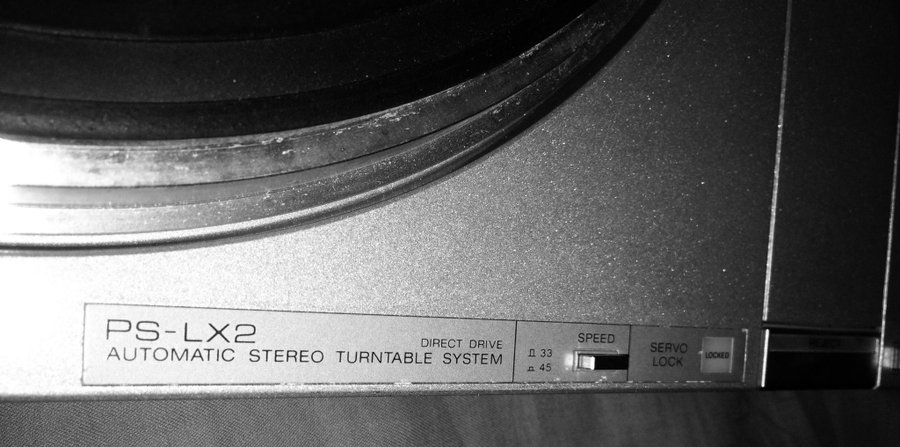 PS-LX2
DIRECT DRIVE
AUTOMATIC STEREO TURNTABLE SYSTEM
SPEED
33
45
SERVO
LOCK
LOCKED